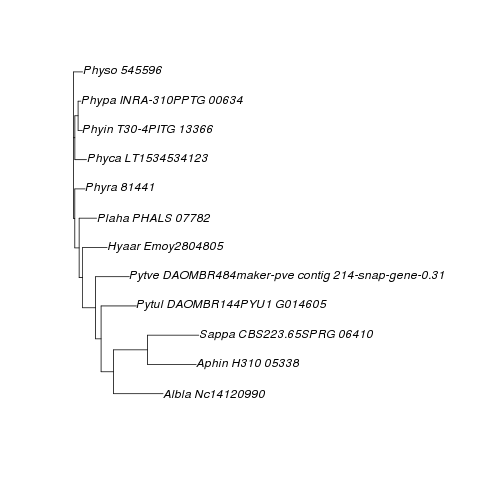 Physo 545596
Phypa INRA-310PPTG 00634
Phyin T30-4PITG 13366
Phyca LT1534534123
Phyra 81441
Plaha PHALS 07782
Hyaar Emoy2804805
Pytve DAOMBR484maker-pve contig 214-snap-gene-0.31
Pytul DAOMBR144PYU1 G014605
Sappa CBS223.65SPRG 06410
Aphin H310 05338
Albla Nc14120990